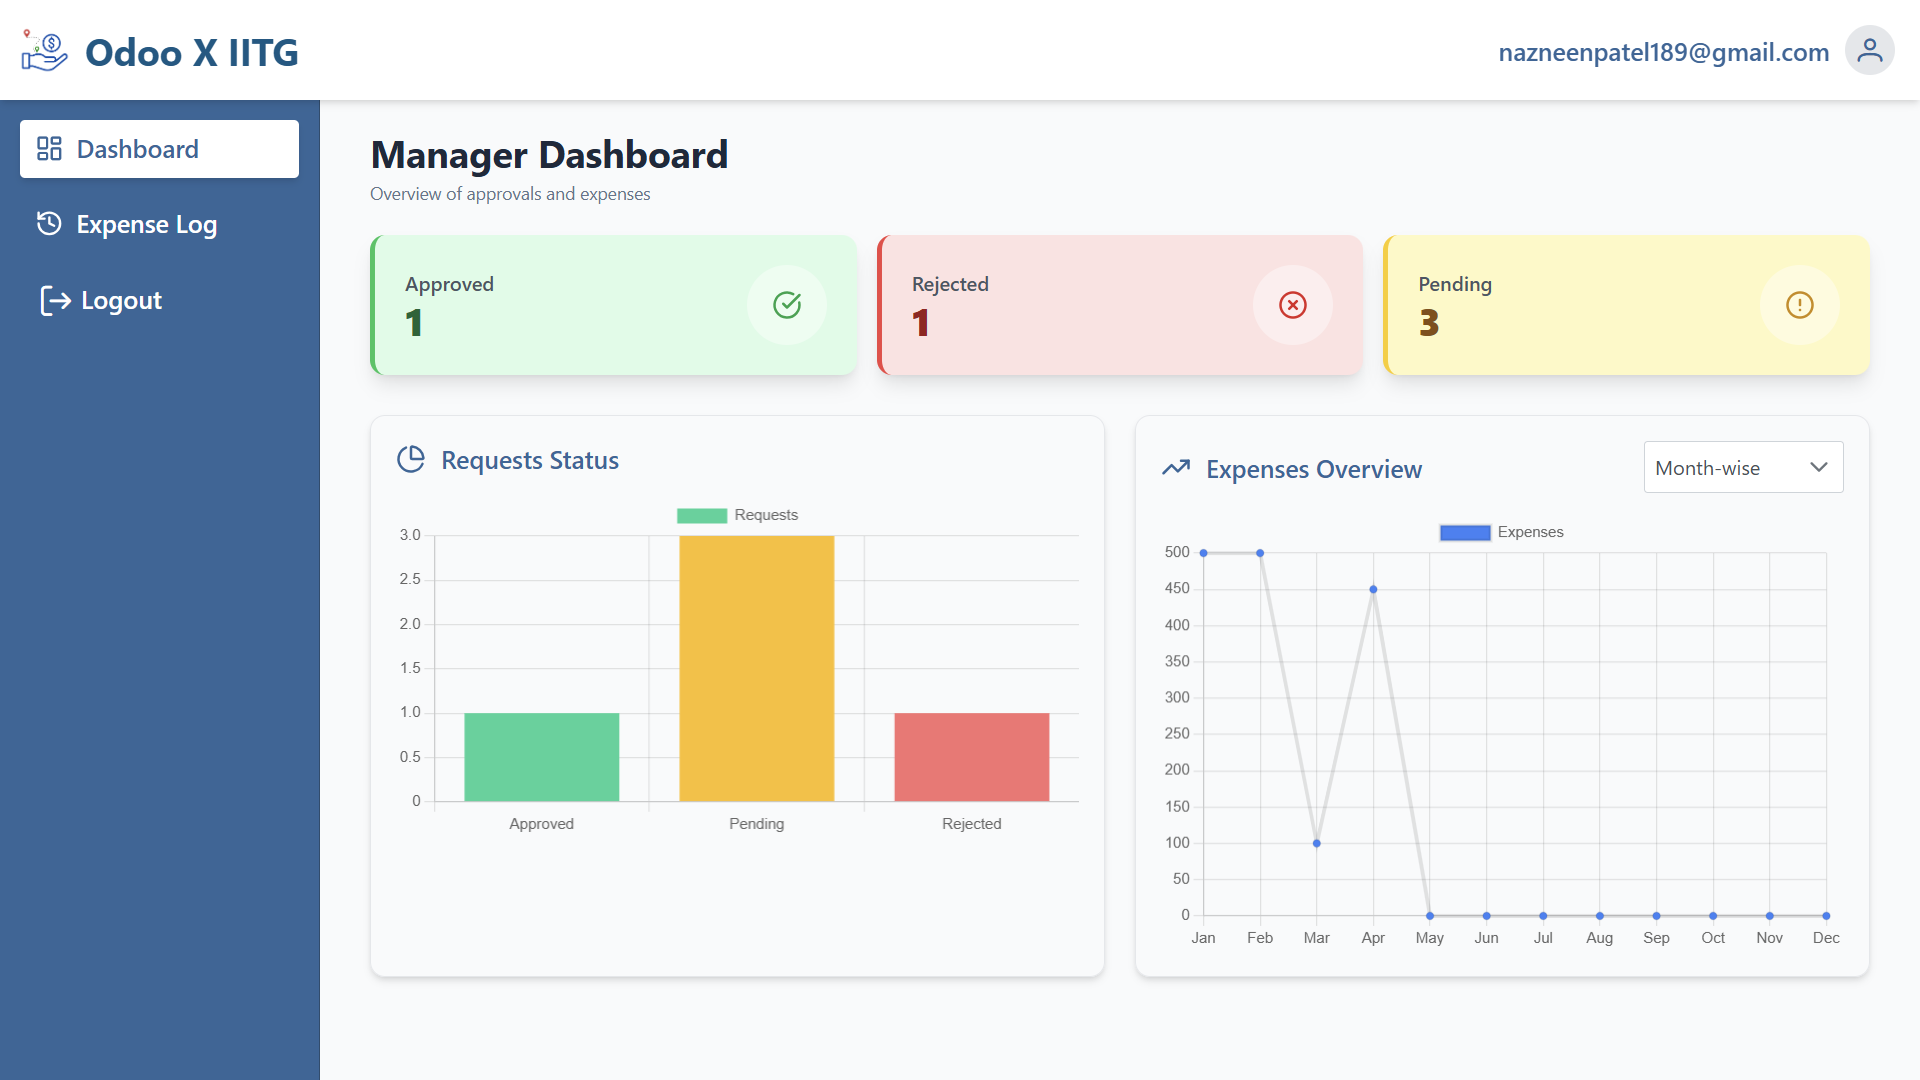 Odoo X IITG
nazneenpatel189@gmail.com
Dashboard
Expense Log
Logout
Manager Dashboard
Overview of approvals and expenses
Approved
1
Rejected
1
Pending
3
Requests Status
Requests
3.0
2.5
2.0
1.5
1.0
0.5
0
Approved Pending Rejected
Expenses Overview
Month-wise
Expenses
500
450
400
350
300
250
200
150
100
50
0
Jan Feb Mar Apr May Jun Jul Aug Sep Oct Nov Dec